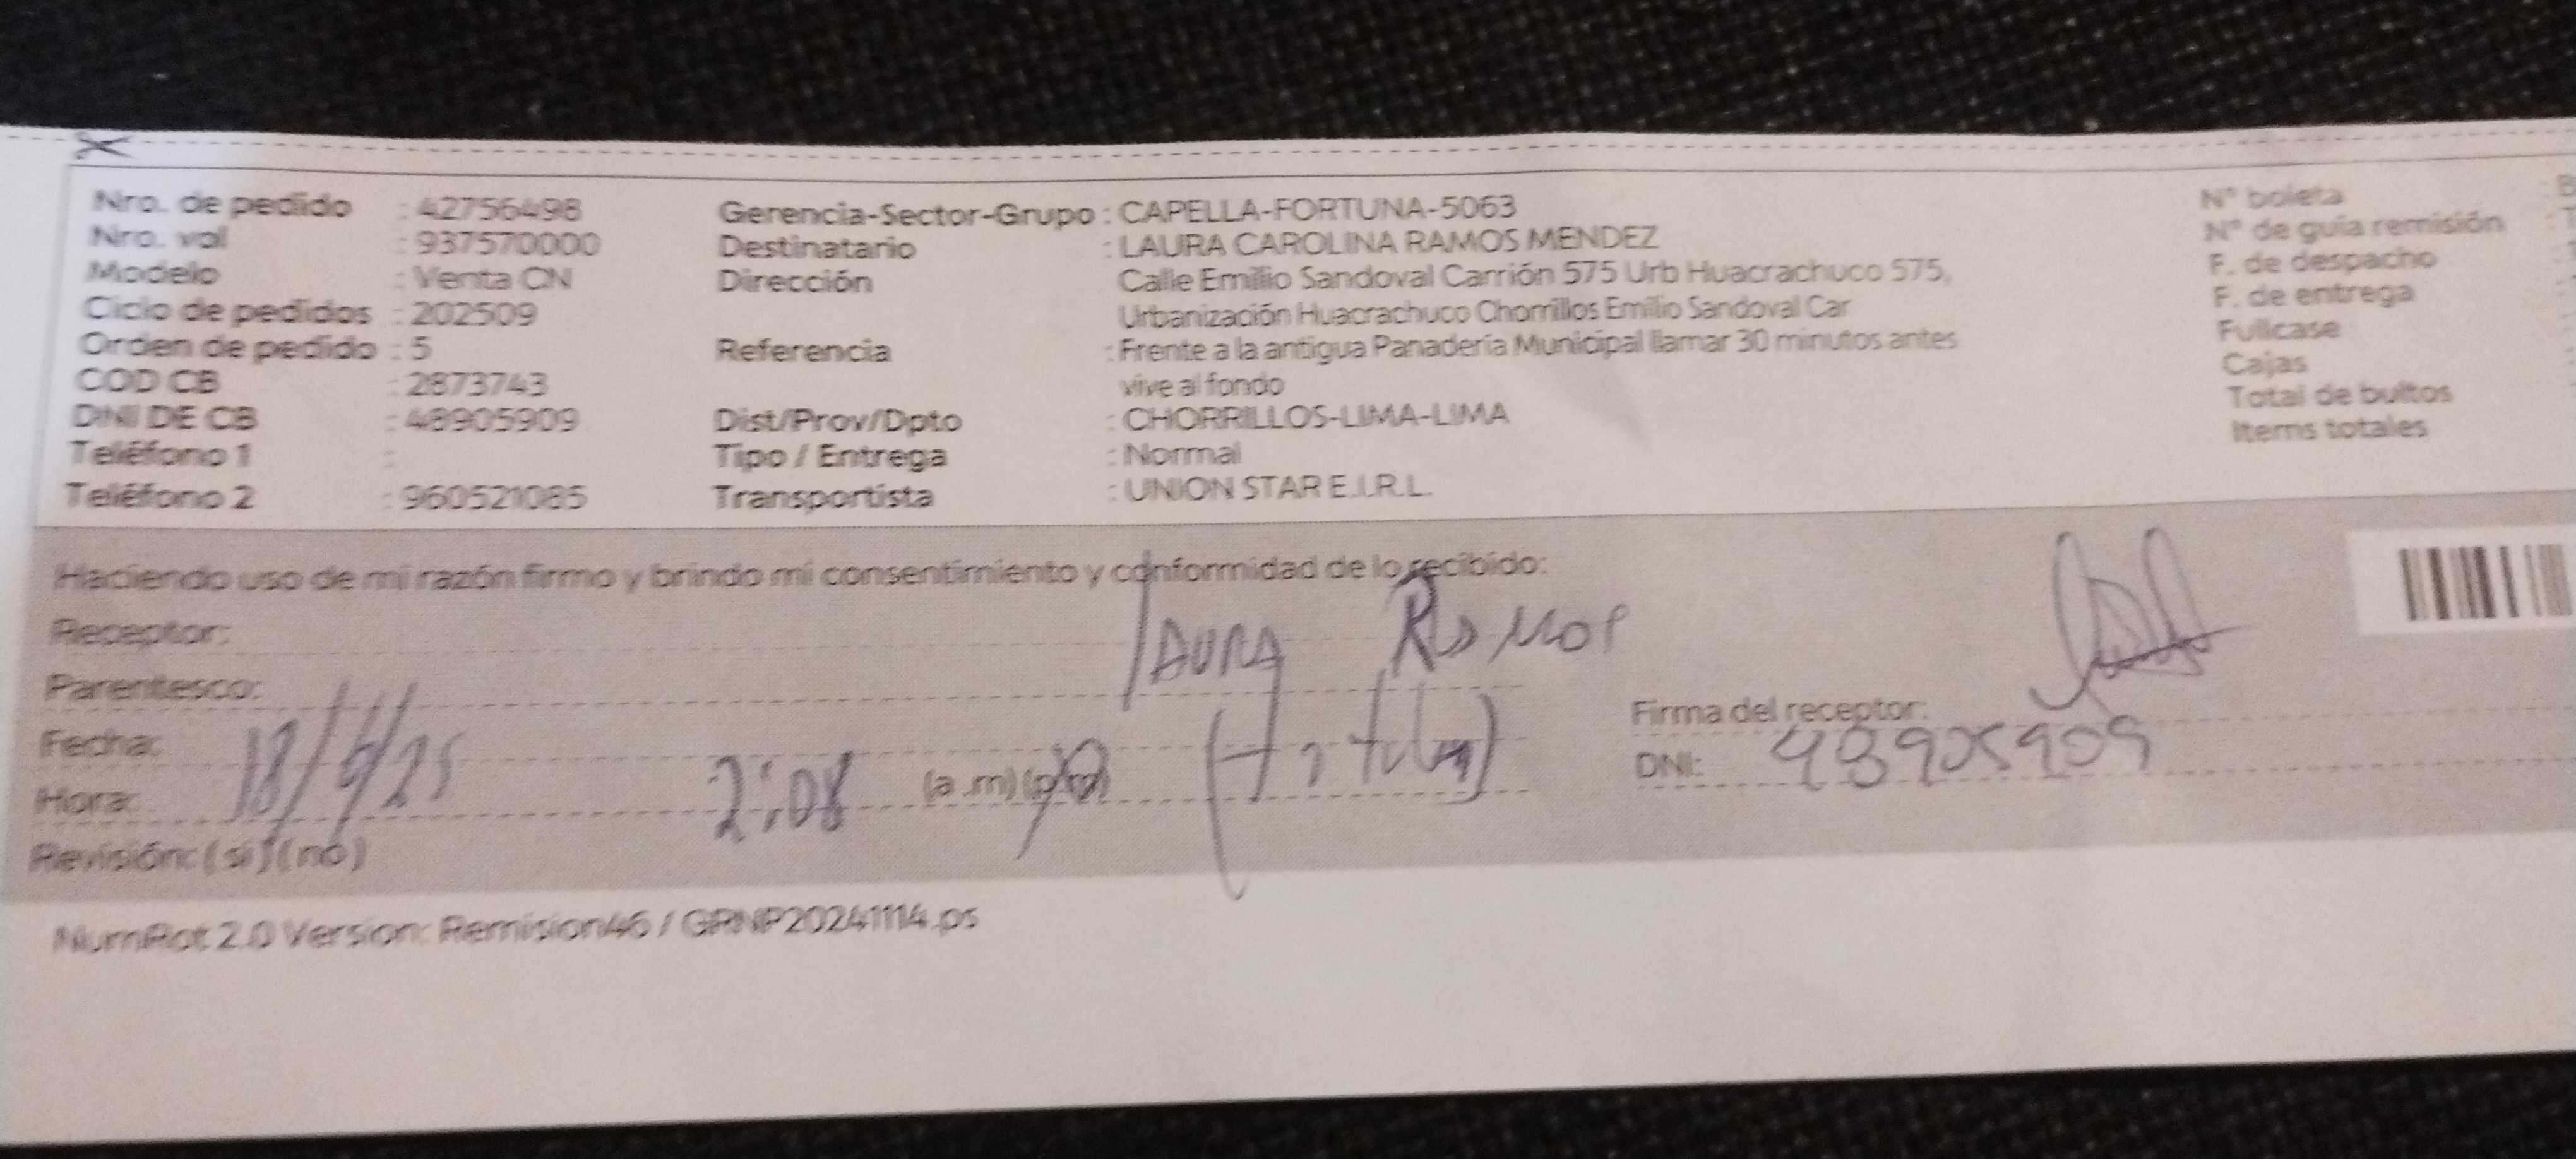 Nro. de pedido : 42756498
Nro. val : 937570000
Modelo : Venta CN
Ciclo de pedidos : 202509
Orden de pedido : 5
COD CB : 2873743
DNI DE CB : 48905909
Teléfono 1 :
Teléfono 2 : 960521085
Gerencia-Sector-Grupo : CAPELLA-FORTUNA-5063
Destinatario : LAURA CAROLINA RAMOS MENDEZ
Dirección Calle Emilio Sandoval Carrión 575 Urb Huacrachuco 575,
Urbanización Huacrachuco Chorrillos Emilio Sandoval Car
Referencia : Frente a la antigua Panadería Municipal llamar 30 minutos antes
vive al fondo
Dist/Prov/Dpto : CHORRILLOS-LIMA-LIMA
Tipo / Entrega : Normal
Transportista : UNION STAR E.I.R.L.
N° boleta : B
N° de guía remisión :
F. de despacho
F. de entrega
Fullcase
Cajas
Total de bultos
Items totales
Haciendo uso de mi razón firmo y brindo mi consentimiento y conformidad de lo recibido:
Receptor: Laura Ramos
Parentesco: (Titular)
Fecha: 18/6/25
Hora: 2:08 (a.m) (p.m)
Revisión: ( si ) ( no )
Firma del receptor:
DNI: 48905909
NumRot 2.0 Version: Remision46 / GRNP20241114.ps